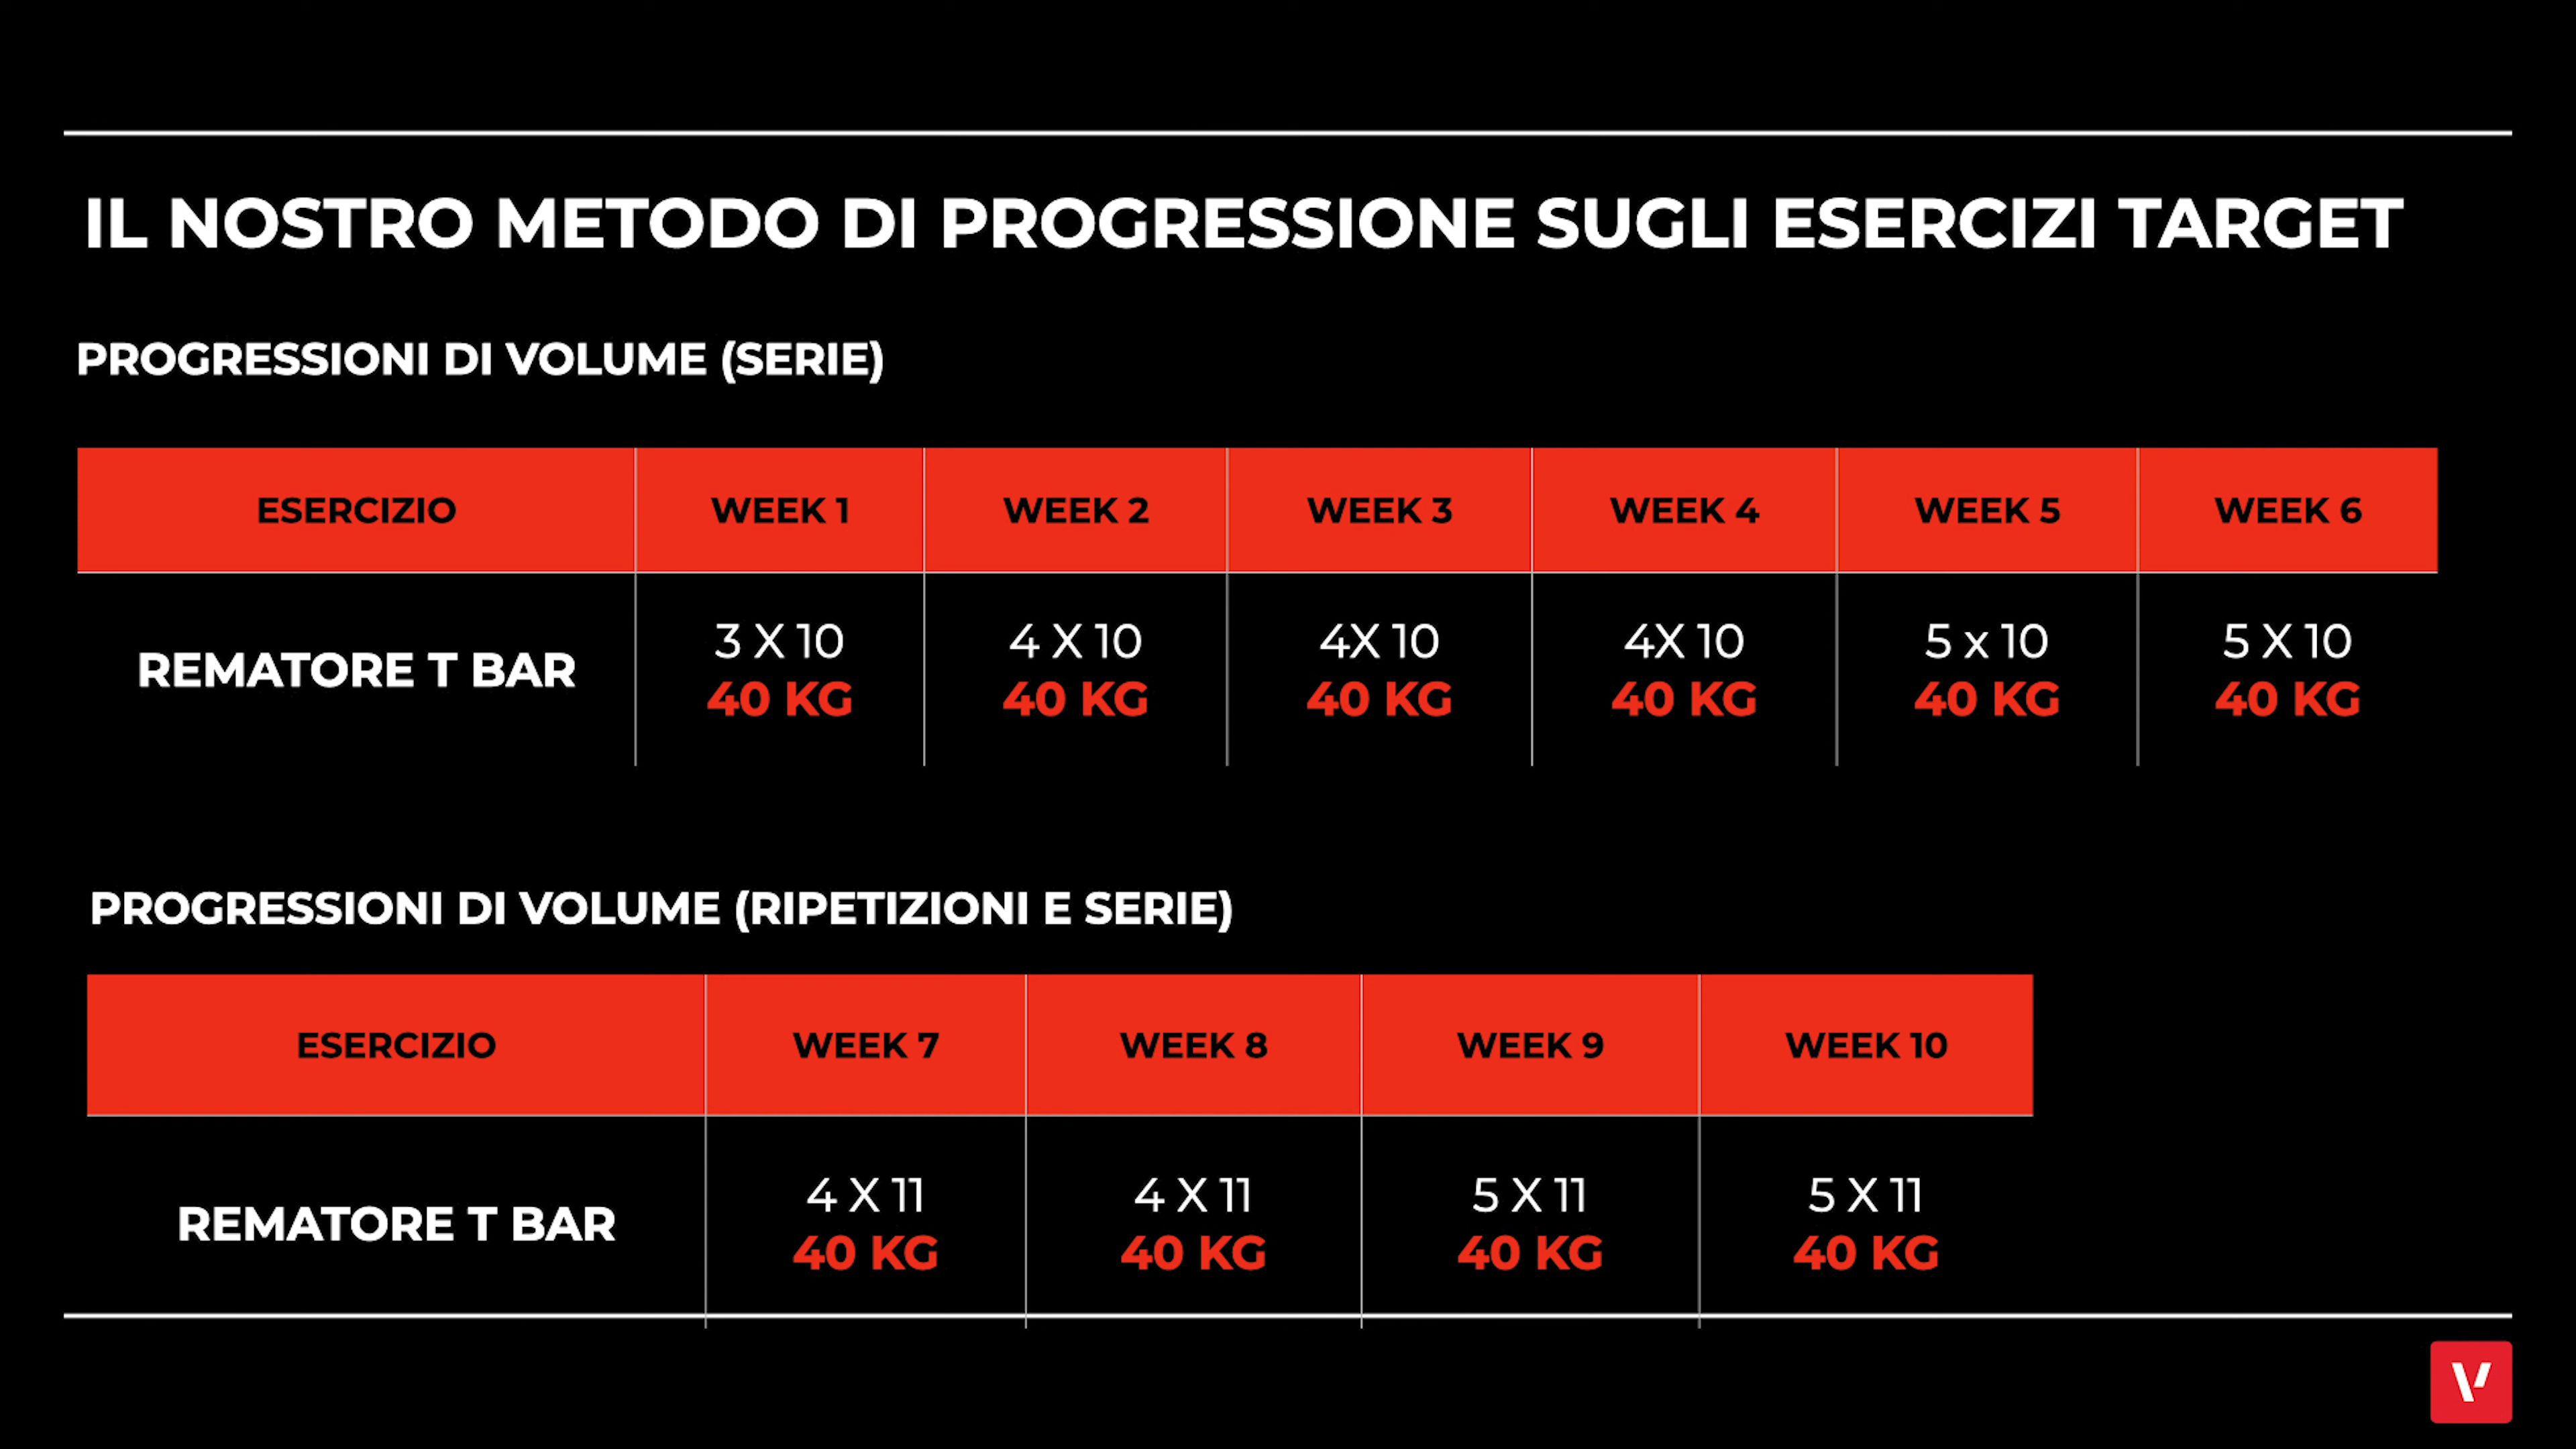 IL NOSTRO METODO DI PROGRESSIONE SUGLI ESERCIZI TARGET
PROGRESSIONI DI VOLUME (SERIE)
ESERCIZIO WEEK 1 WEEK 2 WEEK 3 WEEK 4 WEEK 5 WEEK 6
REMATORE T BAR
3 X 10 4 X 10 4X 10 4X 10 5 x 10 5 X 10
40 KG 40 KG 40 KG 40 KG 40 KG 40 KG
PROGRESSIONI DI VOLUME (RIPETIZIONI E SERIE)
ESERCIZIO WEEK 7 WEEK 8 WEEK 9 WEEK 10
REMATORE T BAR
4 X 11 4 X 11 5 X 11 5 X 11
40 KG 40 KG 40 KG 40 KG